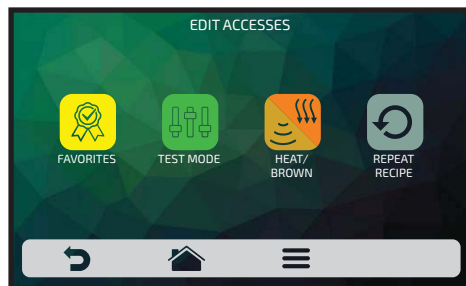 EDIT ACCESSES
FAVORITES
TEST MODE
HEAT/
BROWN
REPEAT
RECIPE